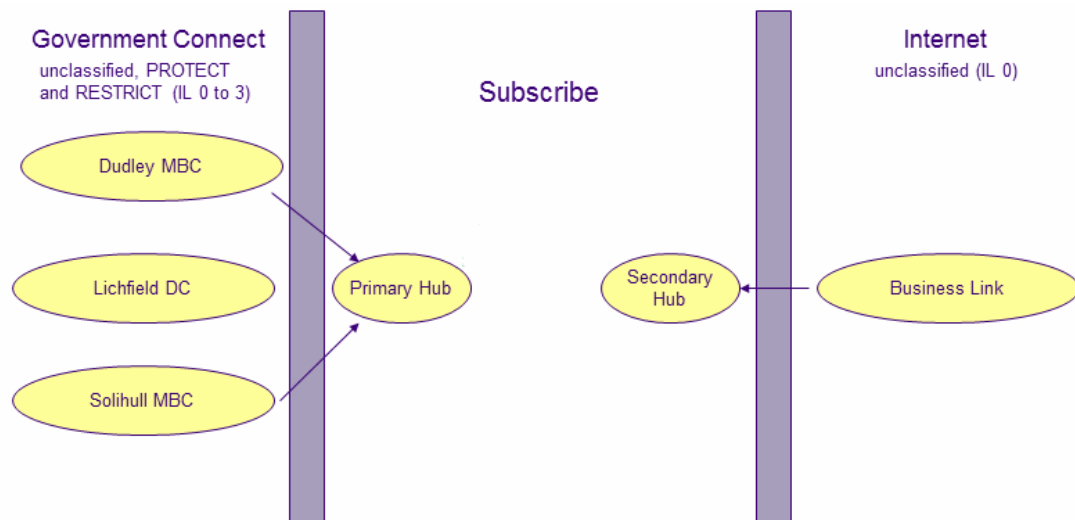 Government Connect
unclassified, PROTECT
and RESTRICT (IL 0 to 3)
Subscribe
Internet
unclassified (IL 0)
Dudley MBC
Lichfield DC
Primary Hub
Secondary
Hub
Business Link
Solihull MBC